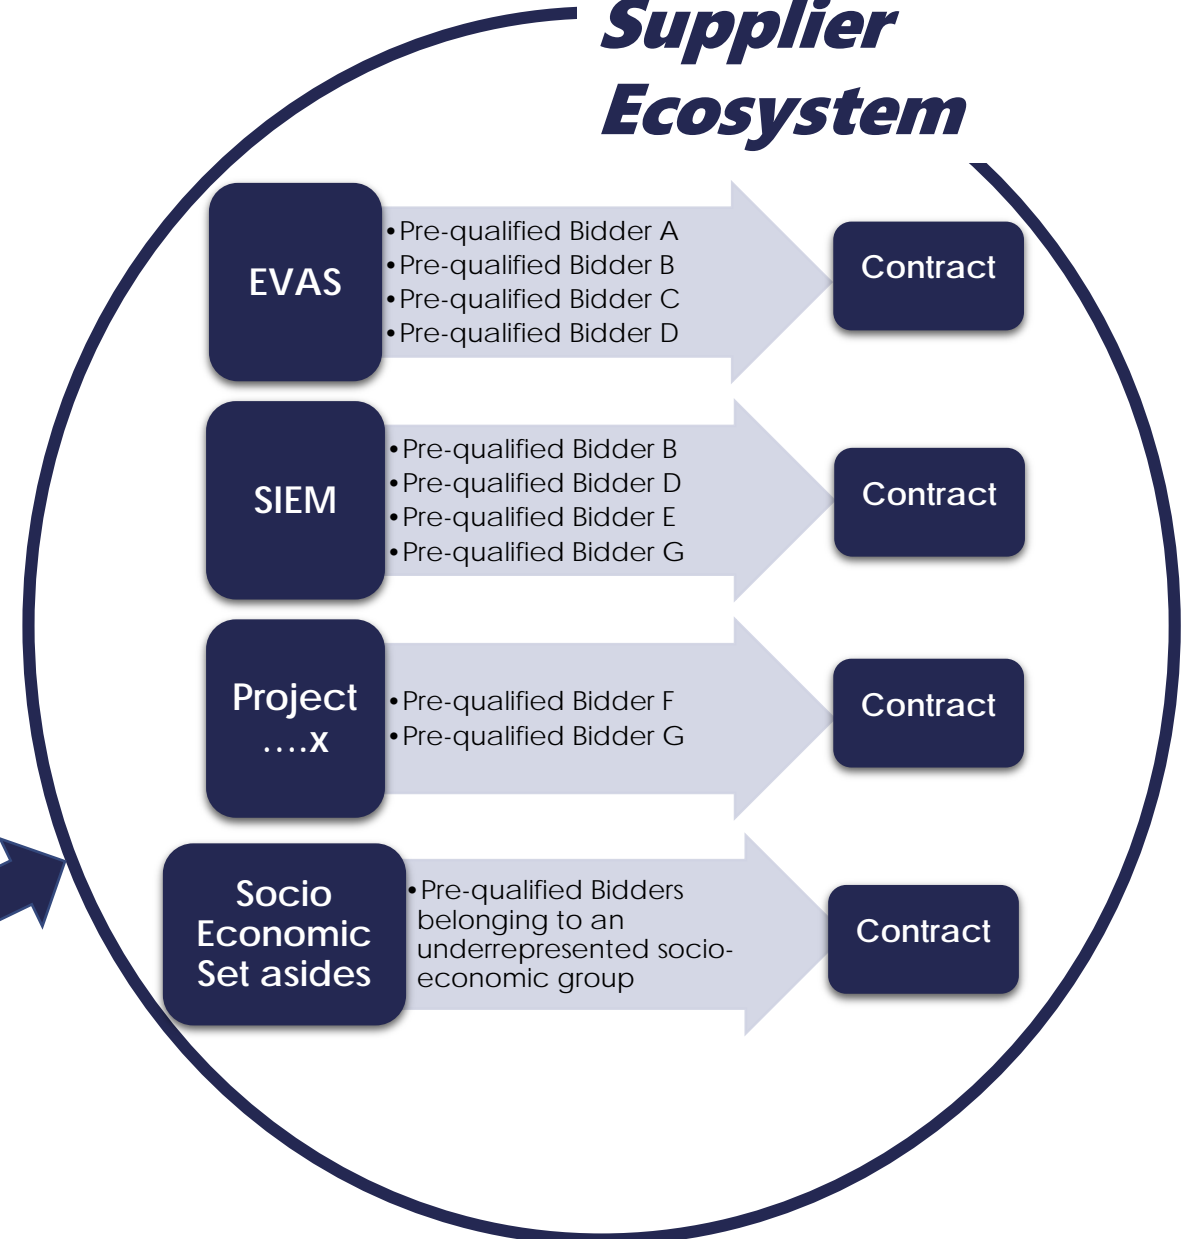 Supplier
Ecosystem
EVAS
•Pre-qualified Bidder A
•Pre-qualified Bidder B
•Pre-qualified Bidder C
•Pre-qualified Bidder D
Contract
SIEM
•Pre-qualified Bidder B
•Pre-qualified Bidder D
•Pre-qualified Bidder E
•Pre-qualified Bidder G
Contract
Project
....x
•Pre-qualified Bidder F
•Pre-qualified Bidder G
Contract
Socio
Economic
Set asides
•Pre-qualified Bidders
belonging to an
underrepresented socio-
economic group
Contract